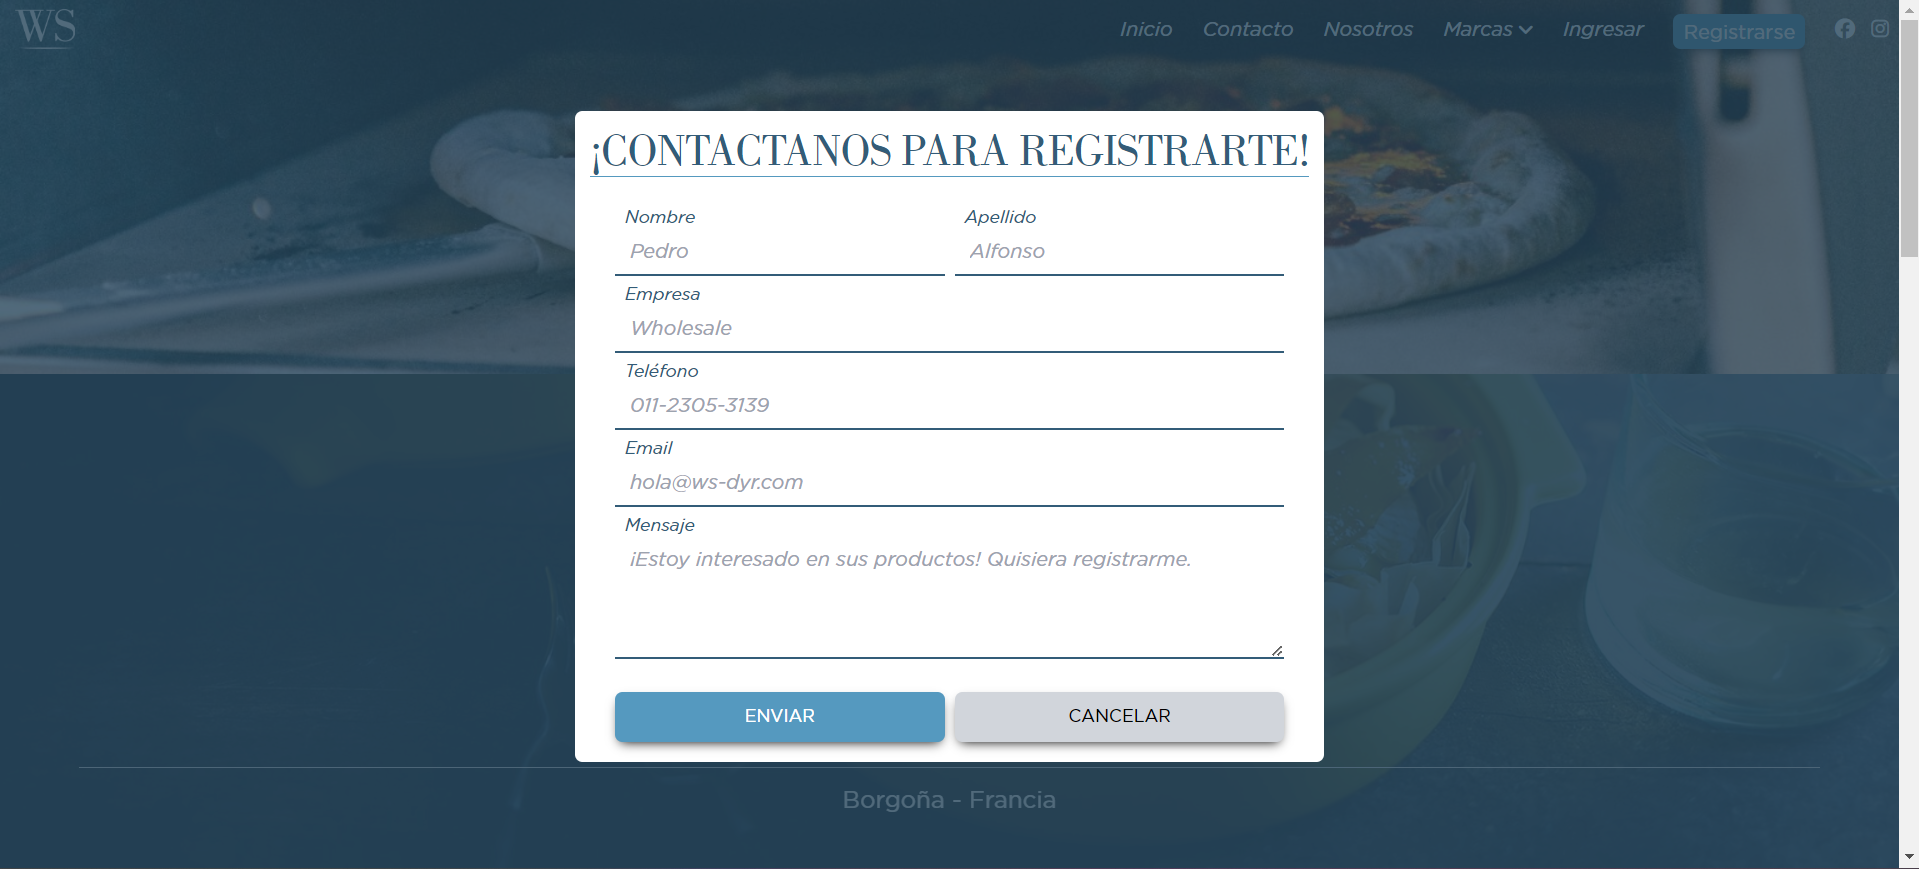 WS
Inicio Contacto Nosotros Marcas Ingresar Registrarse
¡CONTACTANOS PARA REGISTRARTE!
Nombre Apellido
Pedro Alfonso
Empresa
Wholesale
Teléfono
011-2305-3139
Email
hola@ws-dyr.com
Mensaje
¡Estoy interesado en sus productos! Quisiera registrarme.
ENVIAR CANCELAR
Borgoña - Francia